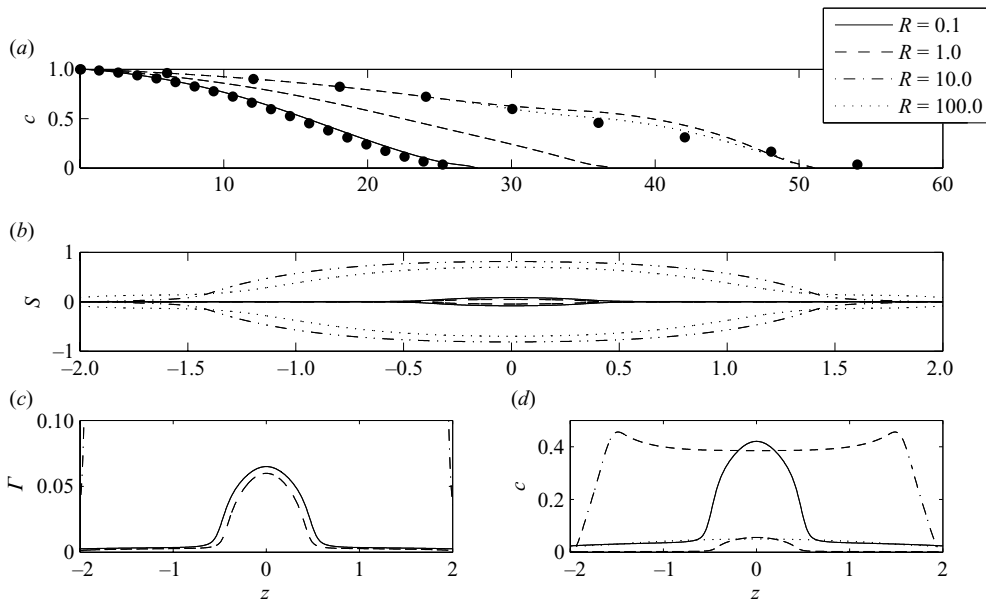 (a)
R = 0.1
R = 1.0
R = 10.0
R = 100.0
1.0
0.5
0
c
10 20 30 40 50 60
(b)
1
0
–1
S
–2.0 –1.5 –1.0 –0.5 0 0.5 1.0 1.5 2.0
(c)
0.10
0.05
0
Γ
–2 –1 0 1 2
z
(d)
0.4
0.2
0
c
–2 –1 0 1 2
z